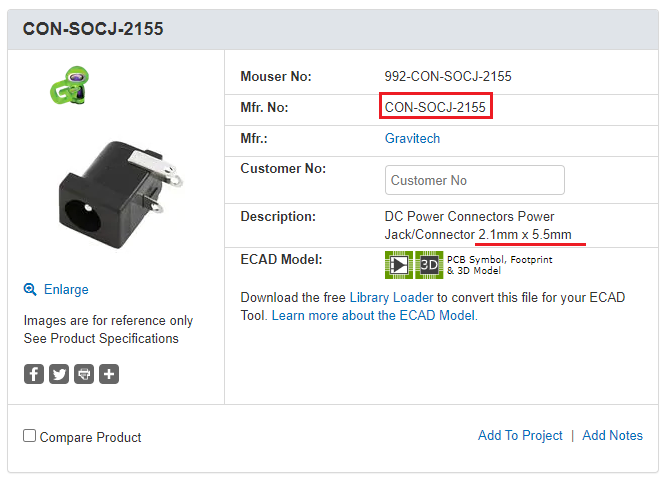 CON-SOCJ-2155
Mouser No: 992-CON-SOCJ-2155
Mfr. No: CON-SOCJ-2155
Mfr.: Gravitech
Customer No: Customer No
Description: DC Power Connectors Power
Jack/Connector 2.1mm x 5.5mm
ECAD Model: 3D PCB Symbol, Footprint
& 3D Model
Enlarge
Download the free Library Loader to convert this file for your ECAD
Tool. Learn more about the ECAD Model.
Images are for reference only
See Product Specifications
Compare Product
Add To Project | Add Notes